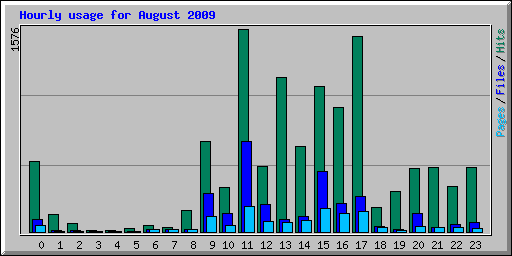 Hourly usage for August 2009
1576
Pages/Files/Hits
0 1 2 3 4 5 6 7 8 9 10 11 12 13 14 15 16 17 18 19 20 21 22 23